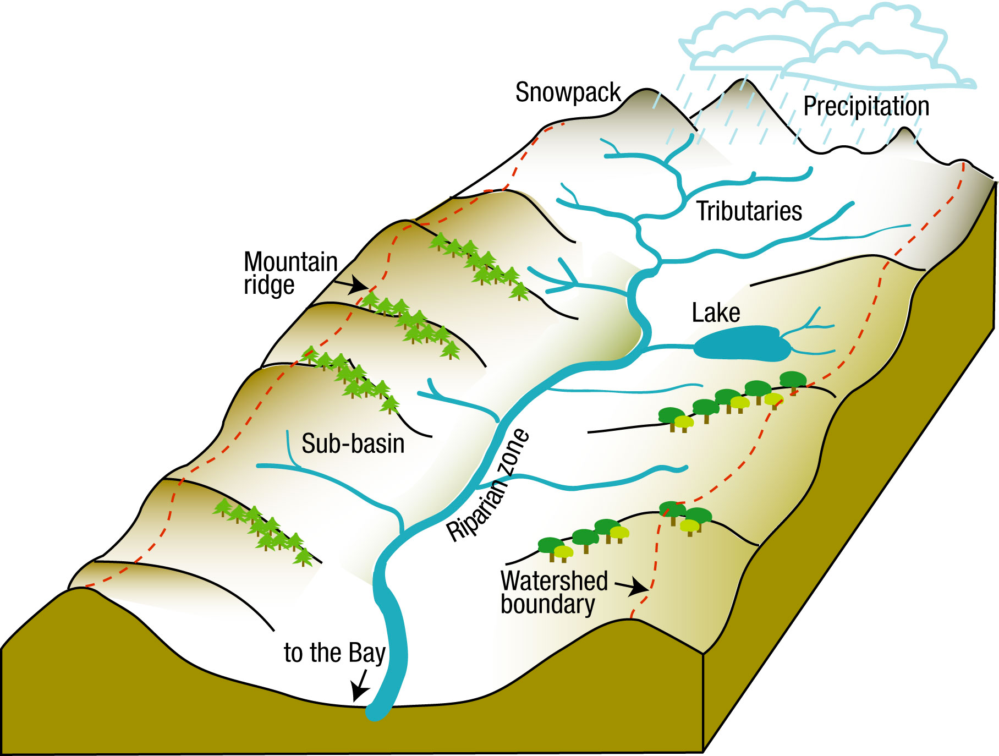 Snowpack
Precipitation
Tributaries
Mountain
ridge
Lake
Sub-basin
Riparian zone
Watershed
boundary
to the Bay